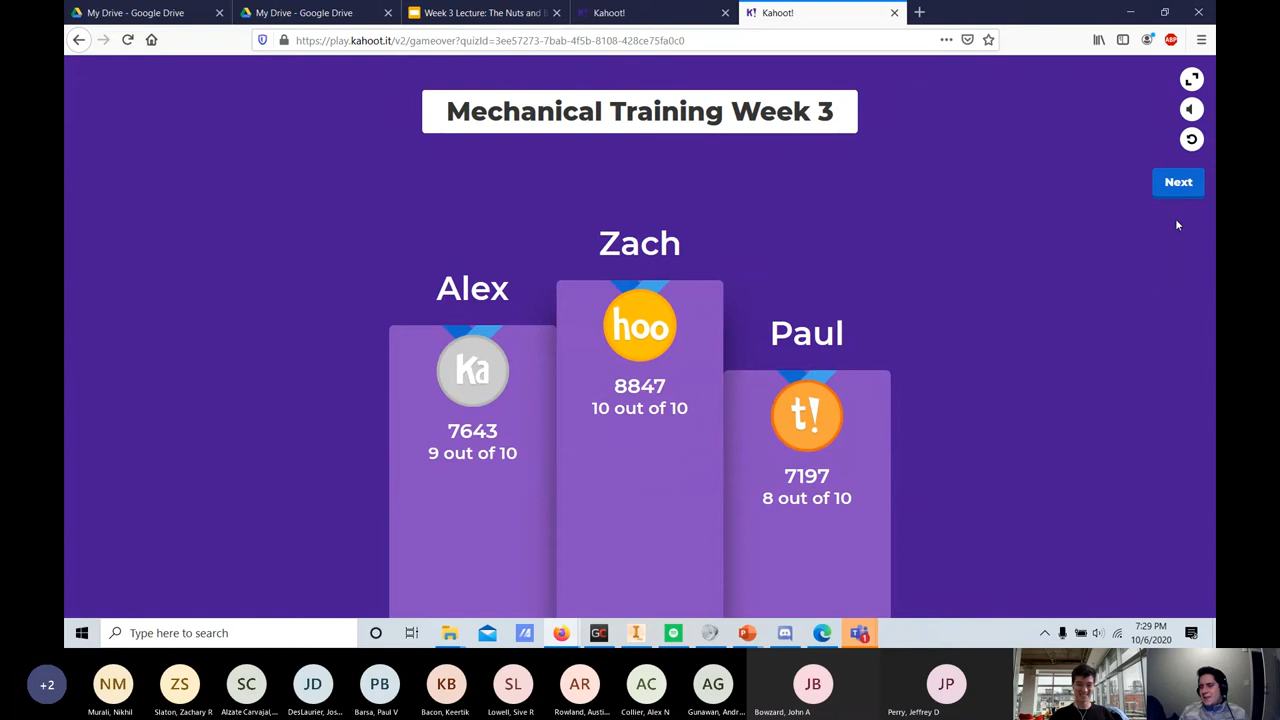 My Drive - Google Drive
My Drive - Google Drive
Week 3 Lecture: The Nuts and B
Kahoot!
Kahoot!
https://play.kahoot.it/v2/gameover?quizId=3ee57273-7bab-4f5b-8108-428ce75fa0c0
ABP
Mechanical Training Week 3
Next
Zach
Alex
Paul
hoo
Ka
t!
8847
10 out of 10
7643
9 out of 10
7197
8 out of 10
Type here to search
GC
7:29 PM
10/6/2020
+2
NM
ZS
SC
JD
PB
KB
SL
AR
AC
AG
JB
JP
Murali, Nikhil
Slaton, Zachary R
Alzate Carvajal,...
DesLaurier, Jos...
Barsa, Paul V
Bacon, Keertik
Lowell, Sive R
Rowland, Austi...
Collier, Alex N
Gunawan, Andr...
Bowzard, John A
Perry, Jeffrey D